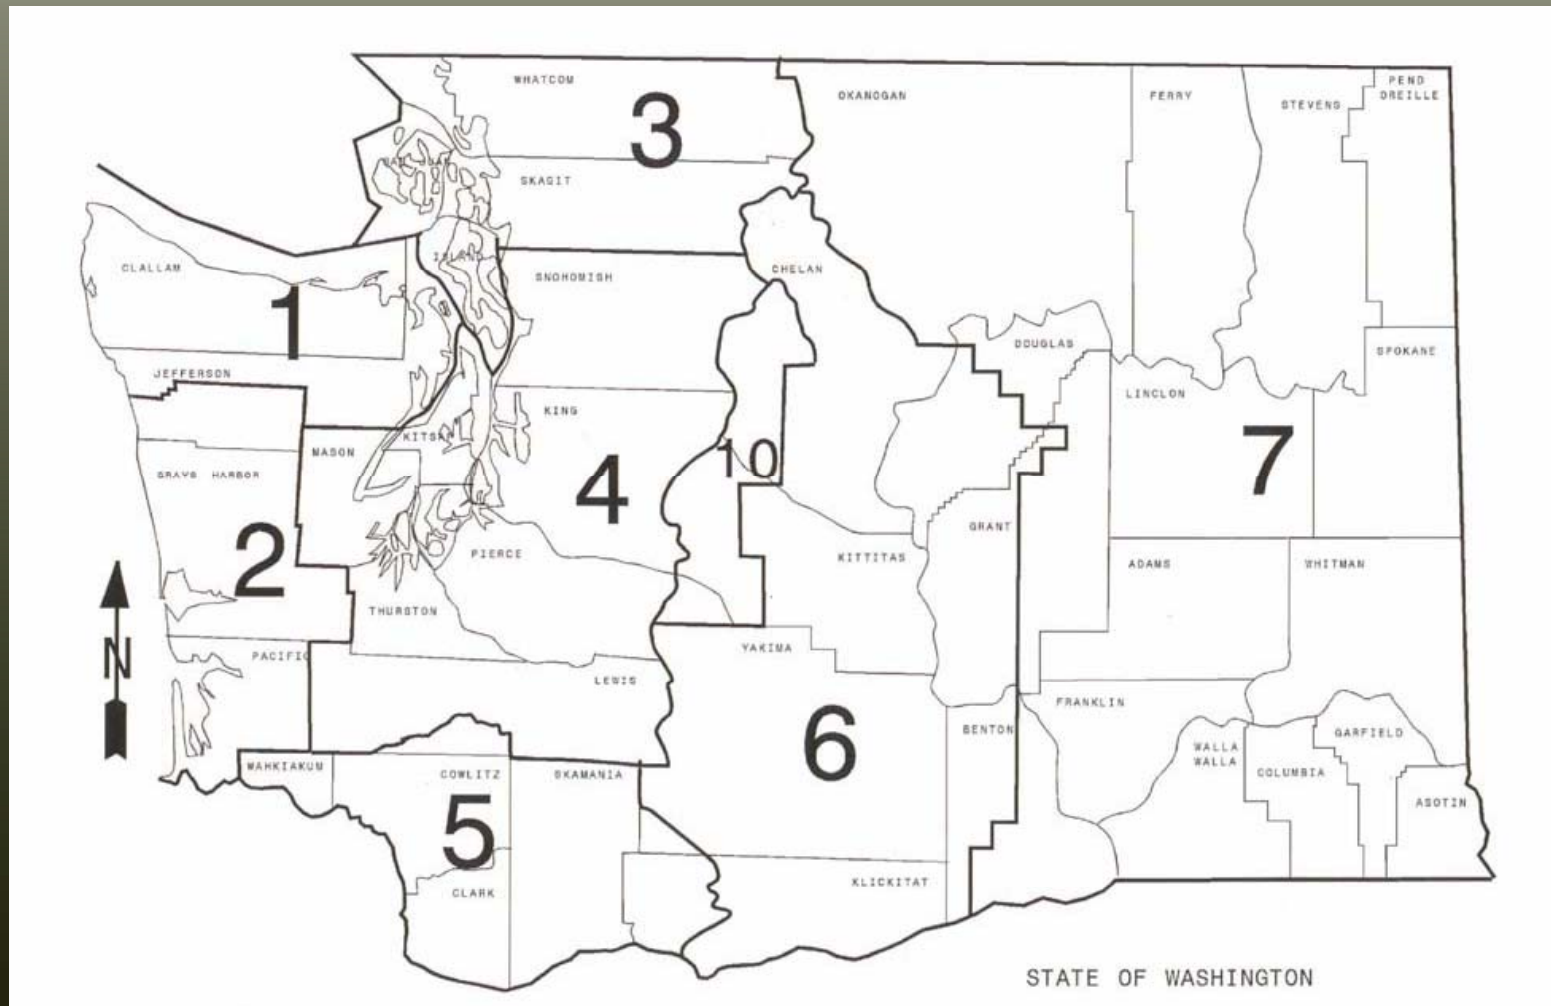 WHATCOM
OKANOGAN
FERRY
STEVENS
PEND
OREILLE
3
SAN JUAN
SKAGIT
ISLAND
SNOHOMISH
CHELAN
CLALLAM
1
JEFFERSON
DOUGLAS
SPOKANE
LINCLON
KING
MASON
KITSAP
10
7
GRAYS HARBOR
4
GRANT
2
PIERCE
KITTITAS
ADAMS
WHITMAN
THURSTON
N
PACIFIC
YAKIMA
LEWIS
FRANKLIN
6
BENTON
GARFIELD
WALLA
WALLA
WAHKIAKUM
COWLITZ
SKAMANIA
COLUMBIA
ASOTIN
5
KLICKITAT
CLARK
STATE OF WASHINGTON